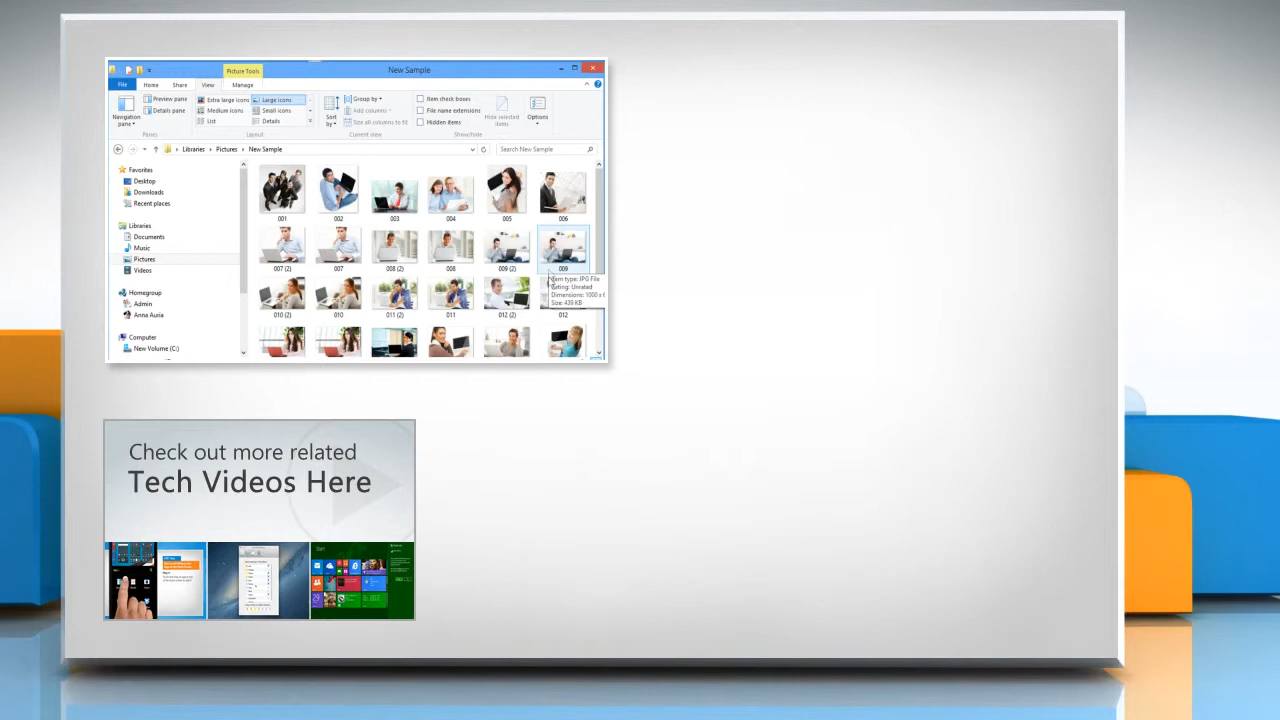 Picture Tools
New Sample
File Home Share View Manage
Navigation pane
Preview pane
Details pane
Panes
Extra large icons Large icons
Medium icons Small icons
List Details
Layout
Sort by
Group by
Add columns
Size all columns to fit
Current view
Item check boxes
File name extensions
Hidden items
Hide selected items
Show/hide
Options
Libraries Pictures New Sample
Search New Sample
Favorites
Desktop
Downloads
Recent places
Libraries
Documents
Music
Pictures
Videos
Homegroup
Admin
Anna Auria
Computer
New Volume (C:)
001 002 003 004 005 006
007 (2) 007 008 (2) 008 009 (2) 009
Item type: JPG File
Rating: Unrated
Dimensions: 1000 x 6
Size: 439 KB
010 (2) 010 011 (2) 011 012 (2) 012
Check out more related
Tech Videos Here
Start